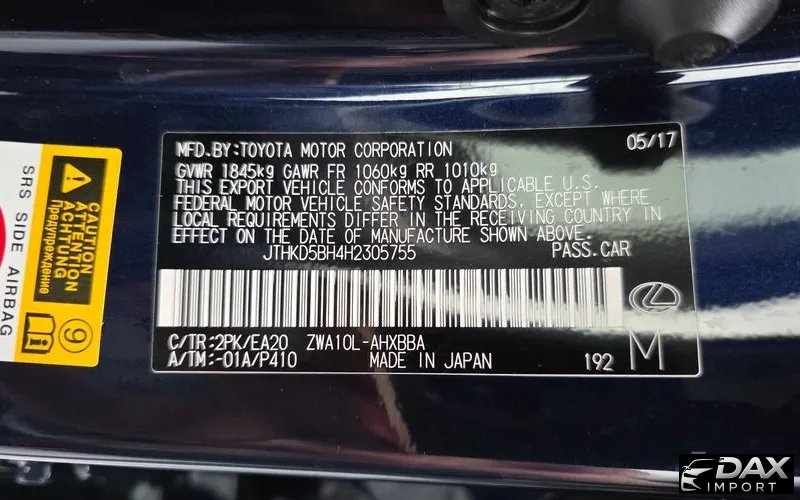 MFD.BY:TOYOTA MOTOR CORPORATION 05/17
GVWR 1845kg GAWR FR 1060kg RR 1010kg
THIS EXPORT VEHICLE CONFORMS TO APPLICABLE U.S.
FEDERAL MOTOR VEHICLE SAFETY STANDARDS, EXCEPT WHERE
LOCAL REQUIREMENTS DIFFER IN THE RECEIVING COUNTRY IN
EFFECT ON THE DATE OF MANUFACTURE SHOWN ABOVE.
JTHKD5BH4H2305755 PASS.CAR
C/TR:2PK/EA20 ZWA10L-AHXBBA
A/TM:-01A/P410 MADE IN JAPAN 192 M
SRS SIDE AIRBAG
CAUTION
ATTENTION
ACHTUNG
Предупреждение
9
DAX
IMPORT